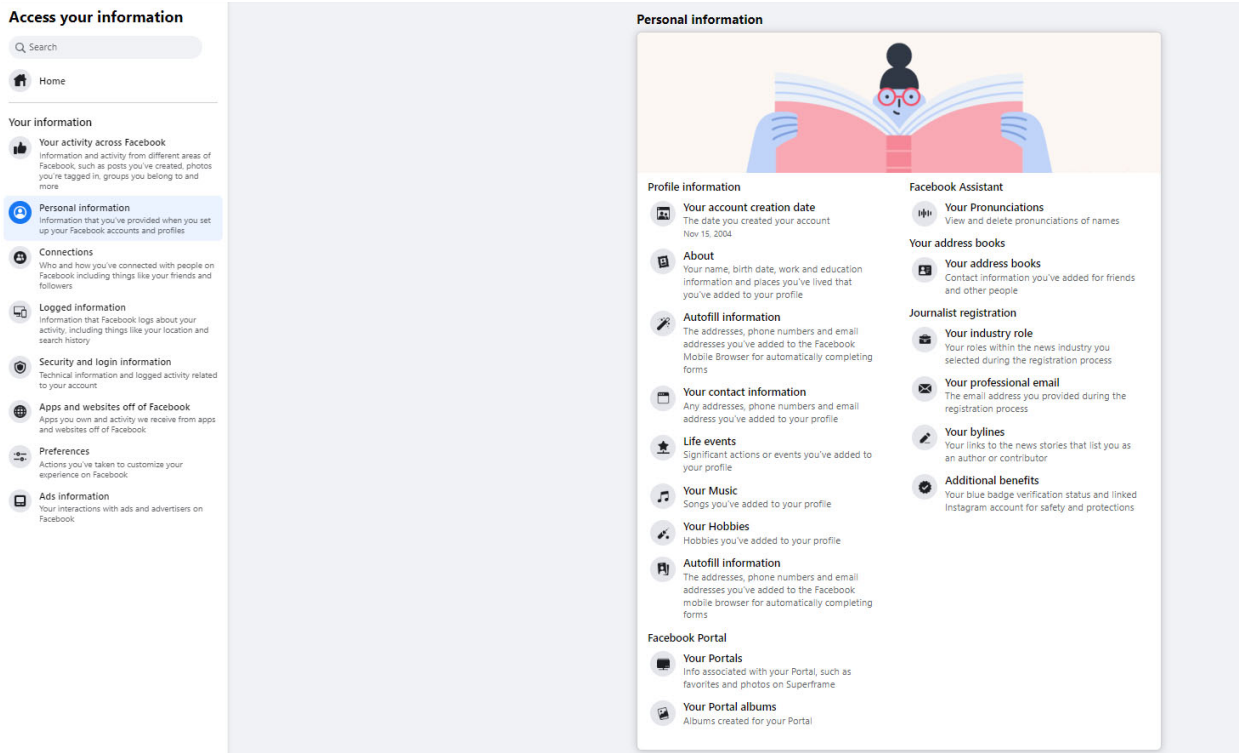 Access your information
Search
Home
Your information
Your activity across Facebook
Information and activity from different areas of
Facebook, such as posts you've created, photos
you're tagged in, groups you belong to and
more
Personal information
Information that you've provided when you set
up your Facebook accounts and profiles
Connections
Who and how you've connected with people on
Facebook including things like your friends and
followers
Logged information
Information that Facebook logs about your
activity, including things like your location and
search history
Security and login information
Technical information and logged activity related
to your account
Apps and websites off of Facebook
Apps you own and activity we receive from apps
and websites off of Facebook
Preferences
Actions you've taken to customize your
experience on Facebook
Ads information
Your interactions with ads and advertisers on
Facebook
Personal information
Profile information
Your account creation date
The date you created your account
Nov 15, 2004
About
Your name, birth date, work and education
information and places you've lived that
you've added to your profile
Autofill information
The addresses, phone numbers and email
addresses you've added to the Facebook
Mobile Browser for automatically completing
forms
Your contact information
Any addresses, phone numbers and email
address you've added to your profile
Life events
Significant actions or events you've added to
your profile
Your Music
Songs you've added to your profile
Your Hobbies
Hobbies you've added to your profile
Autofill information
The addresses, phone numbers and email
addresses you've added to the Facebook
mobile browser for automatically completing
forms
Facebook Portal
Your Portals
Info associated with your Portal, such as
favorites and photos on Superframe
Your Portal albums
Albums created for your Portal
Facebook Assistant
Your Pronunciations
View and delete pronunciations of names
Your address books
Your address books
Contact information you've added for friends
and other people
Journalist registration
Your industry role
Your roles within the news industry you
selected during the registration process
Your professional email
The email address you provided during the
registration process
Your bylines
Your links to the news stories that list you as
an author or contributor
Additional benefits
Your blue badge verification status and linked
Instagram account for safety and protections